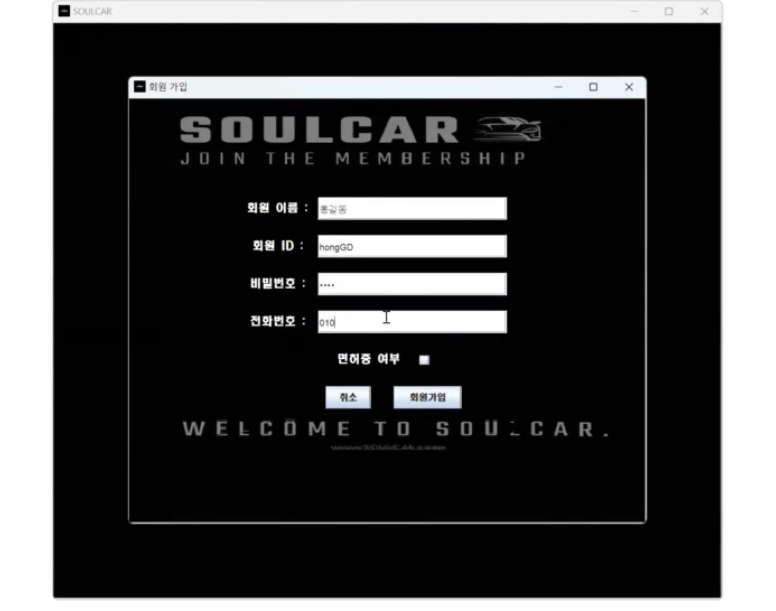 SOULCAR
회원 가입
SOULCAR
JOIN THE MEMBERSHIP
회원 이름 : 홍길동
회원 ID : hongGD
비밀번호 : ****
전화번호 : 010
면허증 여부
취소 회원가입
WELCOME TO SOULCAR.